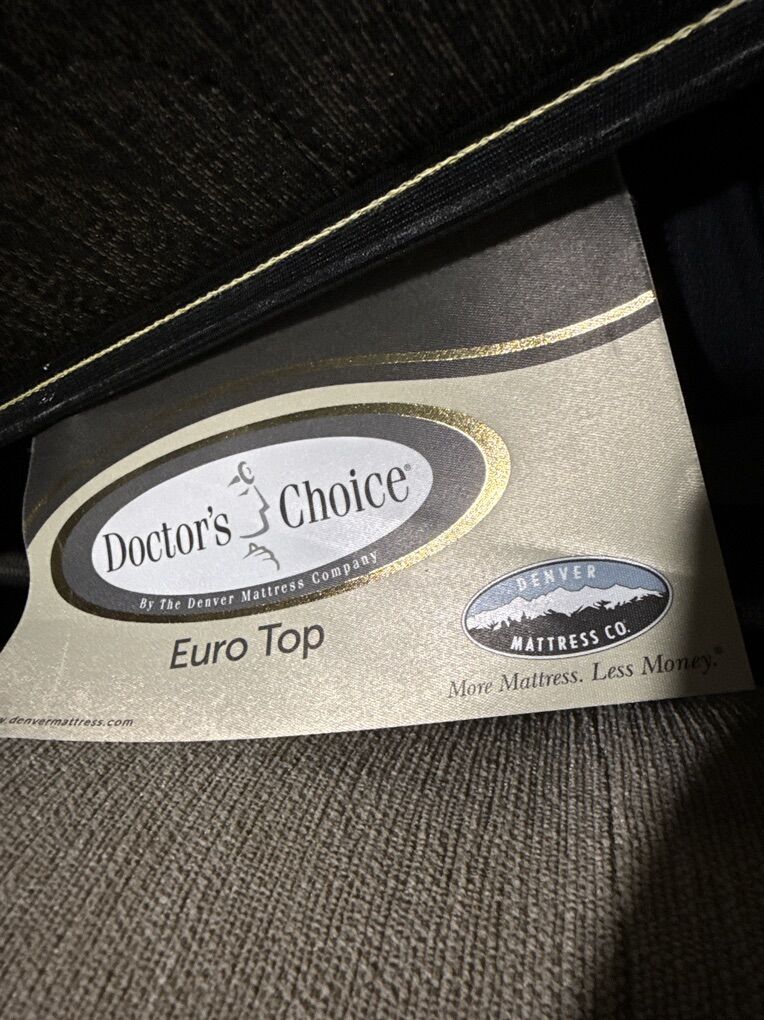 Doctor's Choice®
By The Denver Mattress Company
Euro Top
DENVER
MATTRESS CO.
More Mattress. Less Money.®
.denvermattress.com